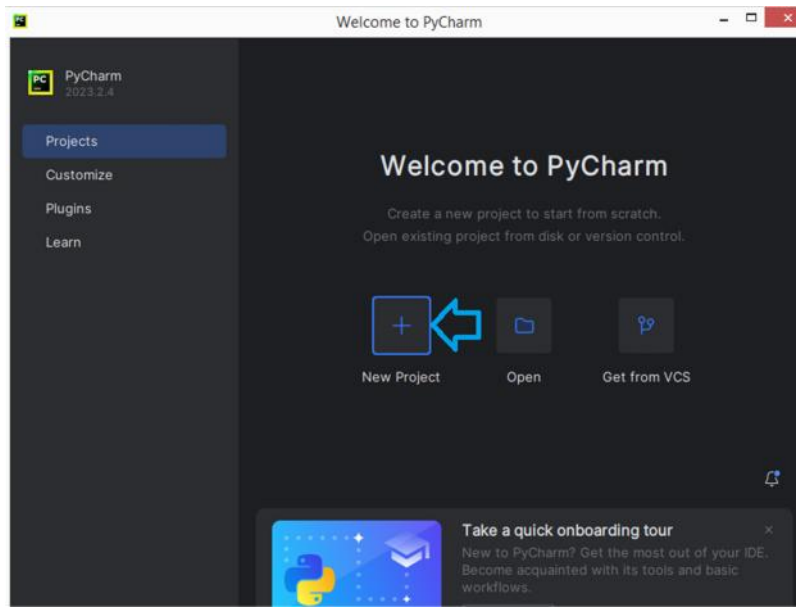 Welcome to PyCharm
PC
PyCharm
2023.2.4
Projects
Customize
Plugins
Learn
Welcome to PyCharm
Create a new project to start from scratch.
Open existing project from disk or version control.
New Project
Open
Get from VCS
Take a quick onboarding tour
New to PyCharm? Get the most out of your IDE.
Become acquainted with its tools and basic
workflows.